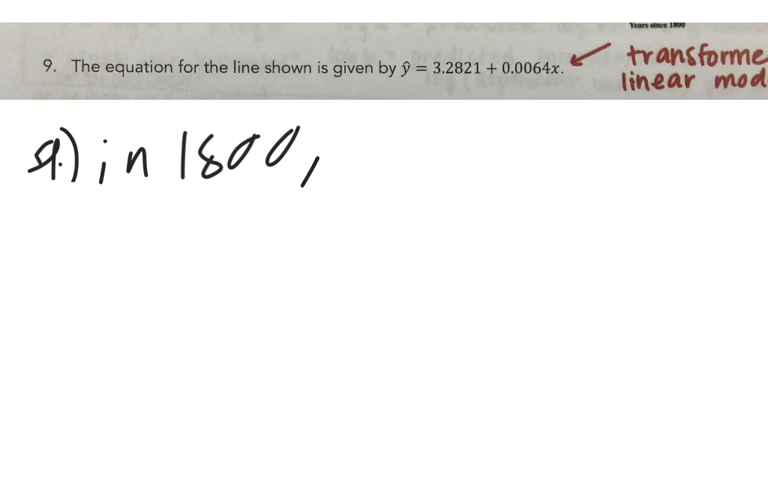 Years since 1800
9. The equation for the line shown is given by ŷ = 3.2821 + 0.0064x.
transforme
linear mod
9.) in 1800,